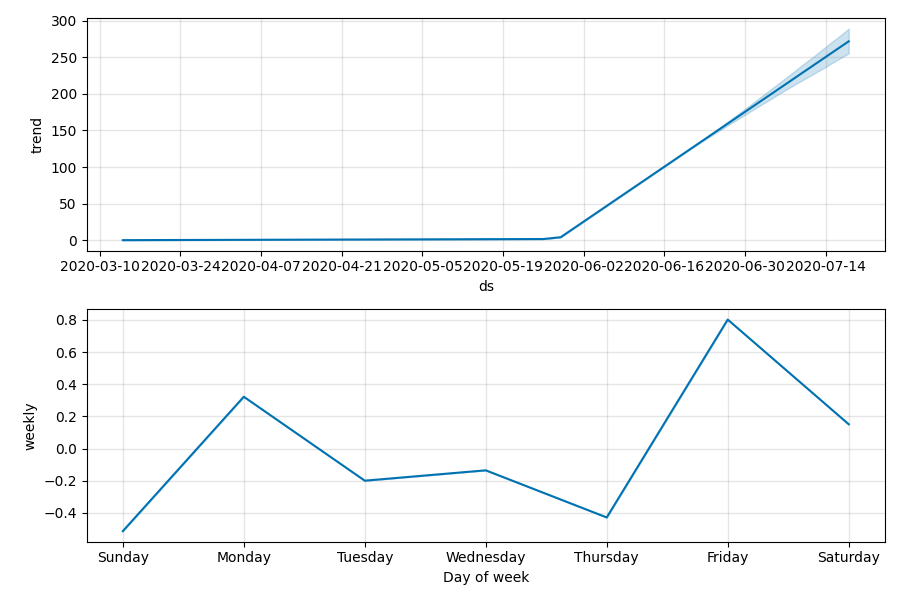 300
250
200
150
100
50
0
trend
2020-03-10 2020-03-24 2020-04-07 2020-04-21 2020-05-05 2020-05-19 2020-06-02 2020-06-16 2020-06-30 2020-07-14
ds
0.8
0.6
0.4
0.2
0.0
−0.2
−0.4
weekly
Sunday Monday Tuesday Wednesday Thursday Friday Saturday
Day of week